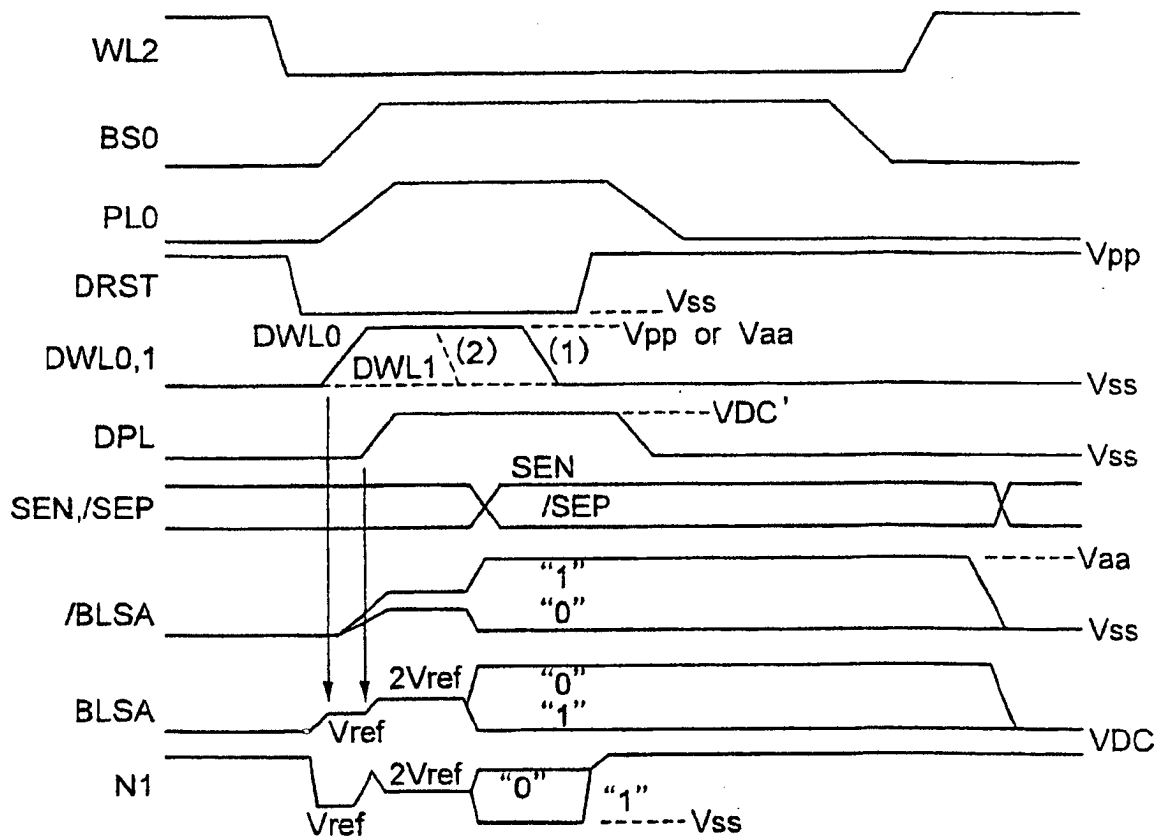 WL2
BS0
PL0
Vpp
DRST
Vss
DWL0
Vpp or Vaa
DWL0,1
DWL1
(2)
(1)
Vss
VDC'
DPL
Vss
SEN
SEN,/SEP
/SEP
Vaa
"1"
/BLSA
"0"
Vss
2Vref
"0"
BLSA
"1"
Vref
VDC
N1
2Vref
"0"
"1"
Vref
Vss